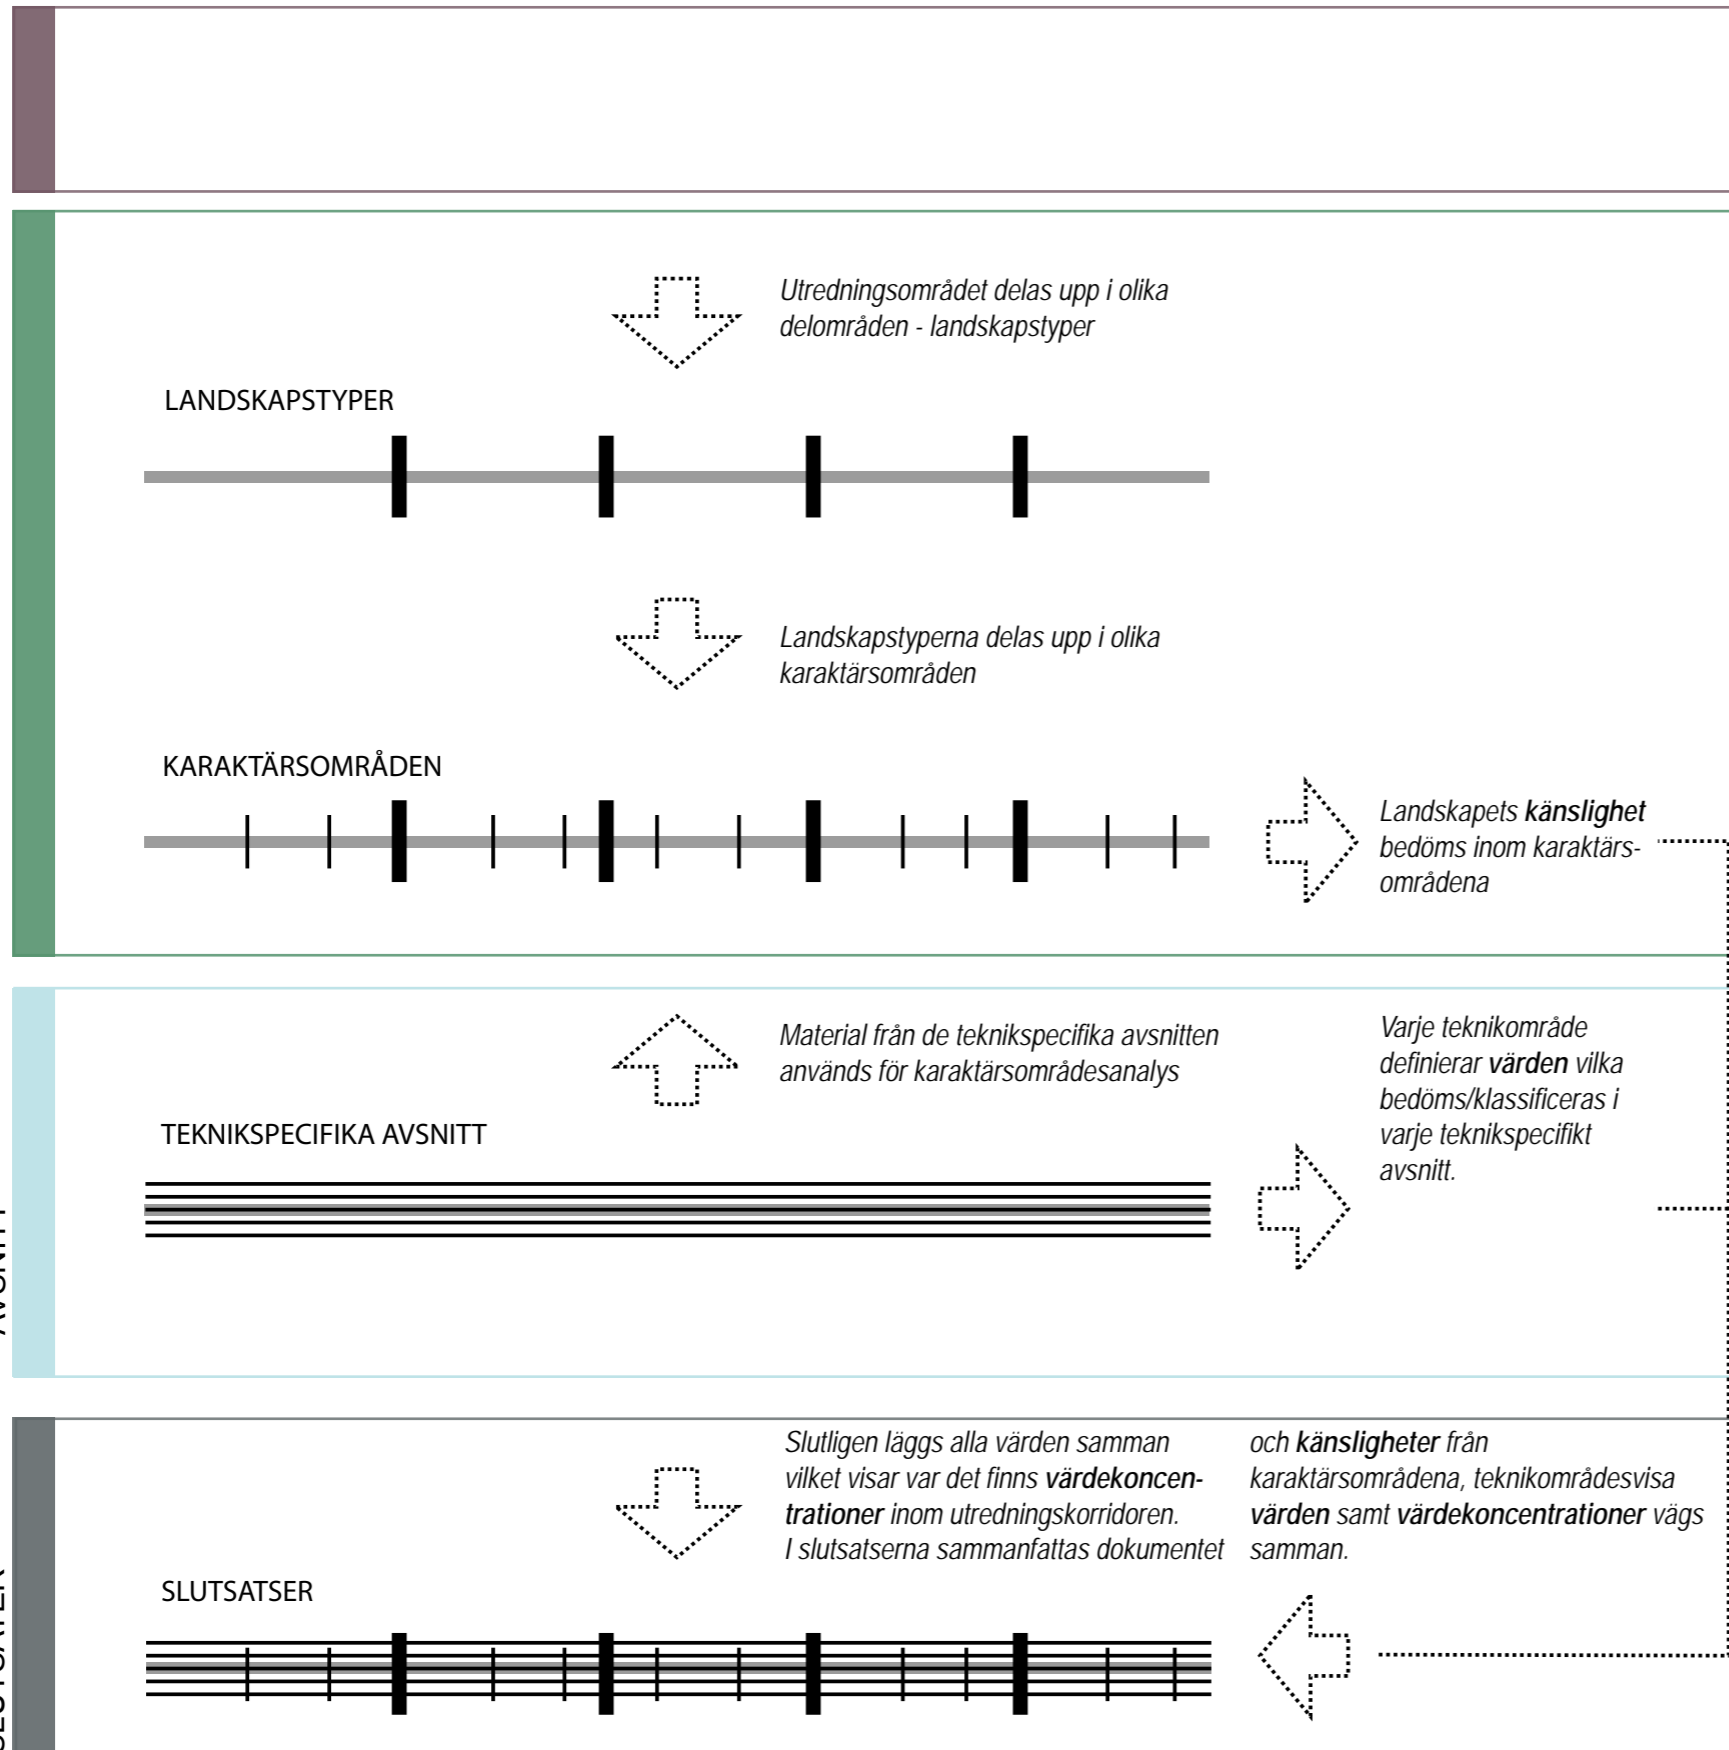 Utredningsområdet delas upp i olika
delområden - landskapstyper
LANDSKAPSTYPER
Landskapstyperna delas upp i olika
karaktärsområden
KARAKTÄRSOMRÅDEN
Landskapets känslighet
bedöms inom karaktärs-
områdena
Material från de teknikspecifika avsnitten
används för karaktärsområdesanalys
Varje teknikområde
definierar värden vilka
bedöms/klassificeras i
varje teknikspecifikt
avsnitt.
TEKNIKSPECIFIKA AVSNITT
Slutligen läggs alla värden samman
vilket visar var det finns värdekoncen-
trationer inom utredningskorridoren.
I slutsatserna sammanfattas dokumentet
och känsligheter från
karaktärsområdena, teknikområdesvisa
värden samt värdekoncentrationer vägs
samman.
SLUTSATSER